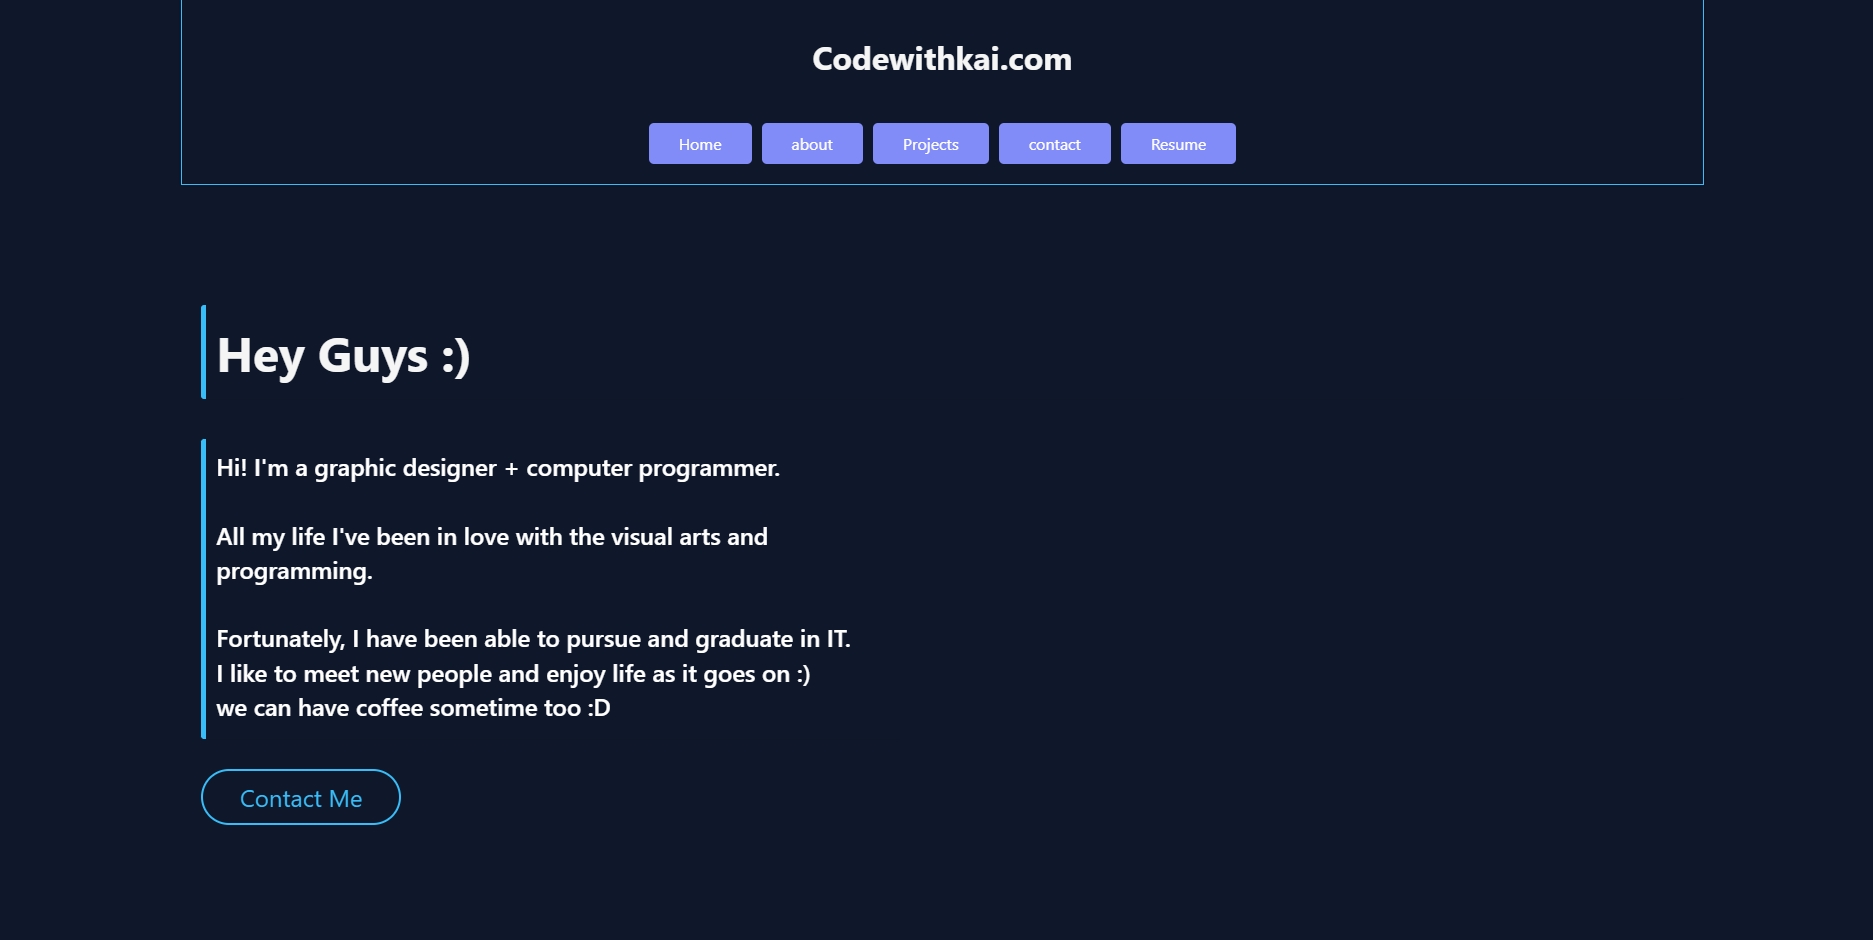 Codewithkai.com
Home about Projects contact Resume
Hey Guys :)
Hi! I'm a graphic designer + computer programmer.
All my life I've been in love with the visual arts and
programming.
Fortunately, I have been able to pursue and graduate in IT.
I like to meet new people and enjoy life as it goes on :)
we can have coffee sometime too :D
Contact Me